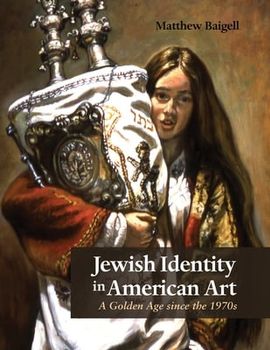 Matthew Baigell
Jewish Identity
in American Art
A Golden Age since the 1970s